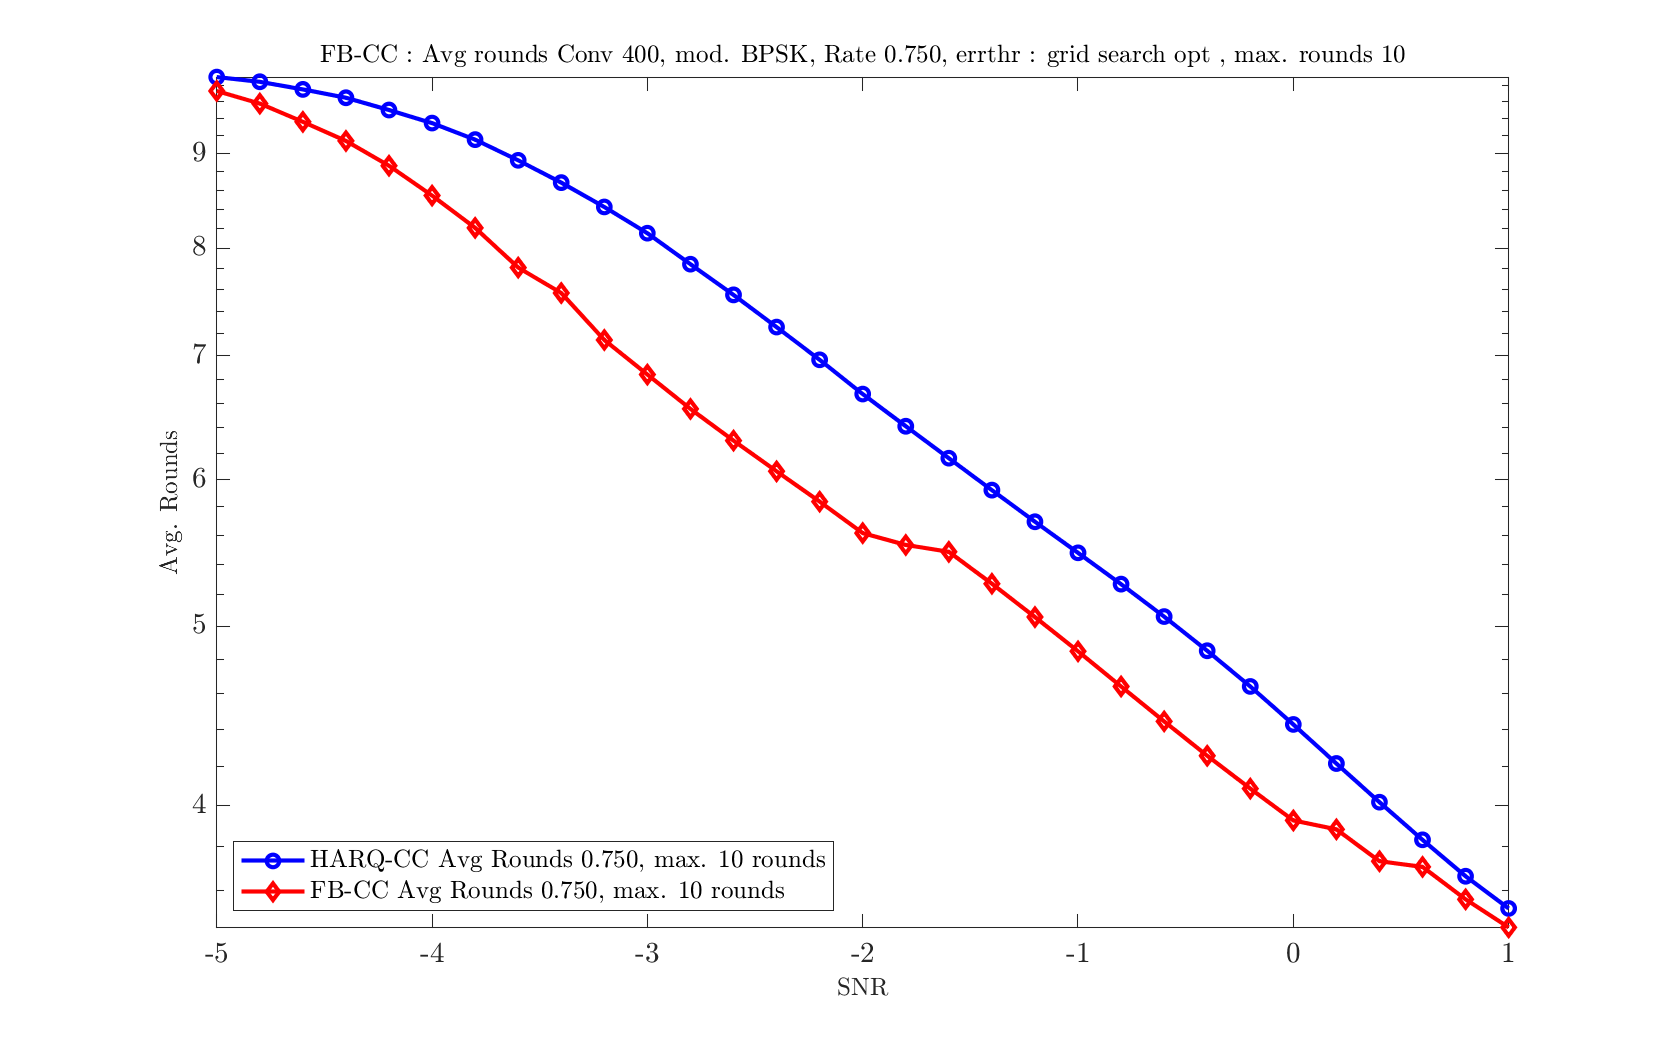 FB-CC : Avg rounds Conv 400, mod. BPSK, Rate 0.750, errthr : grid search opt , max. rounds 10
9
8
7
6
5
4
Avg. Rounds
HARQ-CC Avg Rounds 0.750, max. 10 rounds
FB-CC Avg Rounds 0.750, max. 10 rounds
-5 -4 -3 -2 -1 0 1
SNR